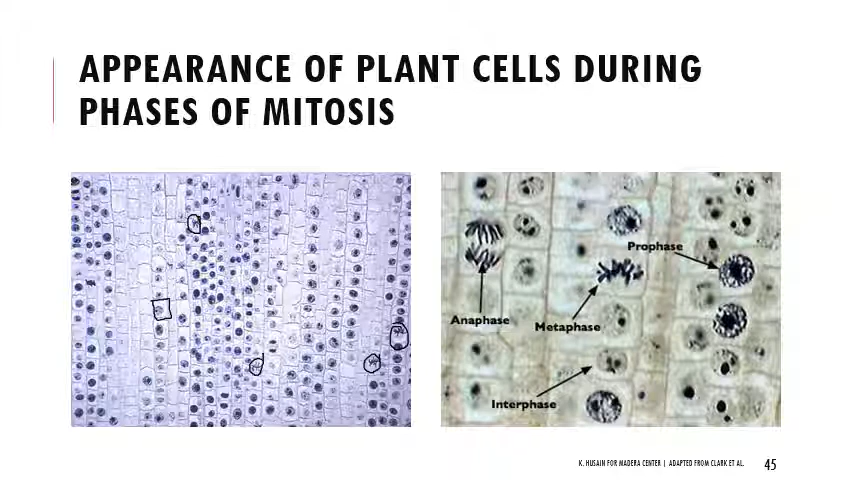 APPEARANCE OF PLANT CELLS DURING
PHASES OF MITOSIS
Prophase
Anaphase
Metaphase
Interphase
K. HUSAIN FOR MADERA CENTER | ADAPTED FROM CLARK ET AL.
45